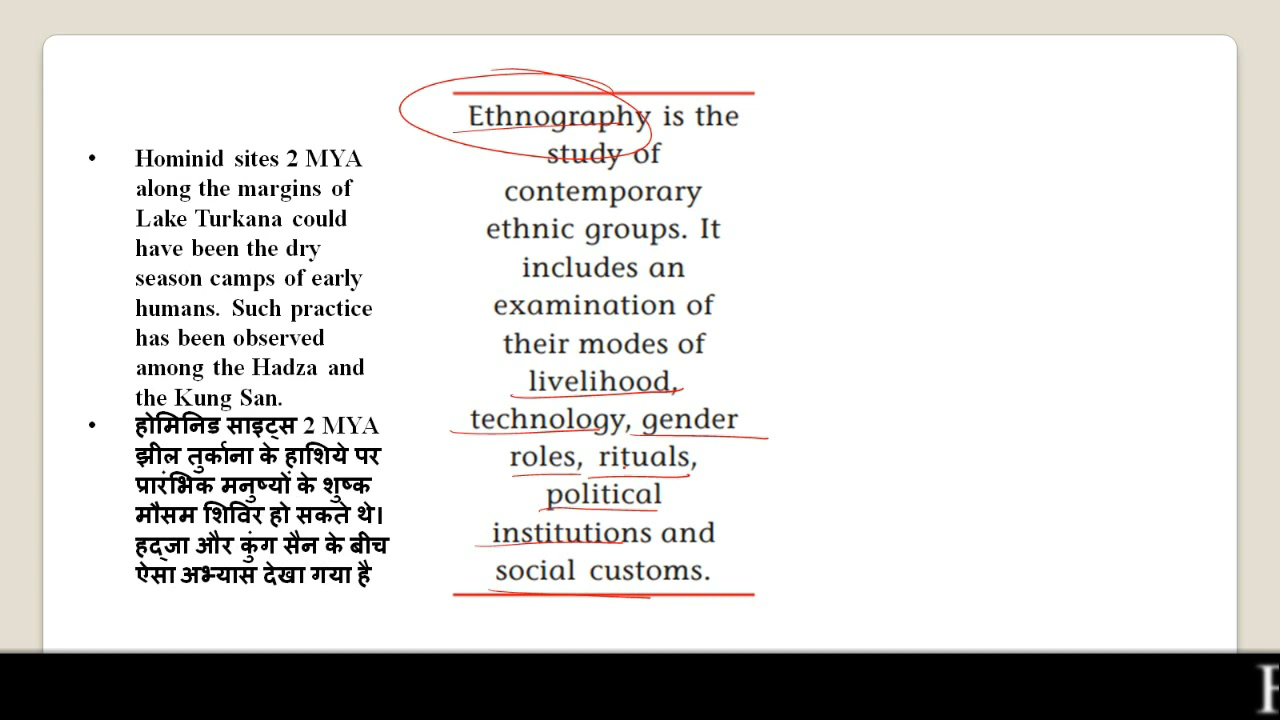 • Hominid sites 2 MYA
along the margins of
Lake Turkana could
have been the dry
season camps of early
humans. Such practice
has been observed
among the Hadza and
the Kung San.
• होमिनिड साइट्स 2 MYA
झील तुर्काना के हाशिये पर
प्रारंभिक मनुष्यों के शुष्क
मौसम शिविर हो सकते थे।
हद्जा और कुंग सैन के बीच
ऐसा अभ्यास देखा गया है
Ethnography is the
study of
contemporary
ethnic groups. It
includes an
examination of
their modes of
livelihood,
technology, gender
roles, rituals,
political
institutions and
social customs.